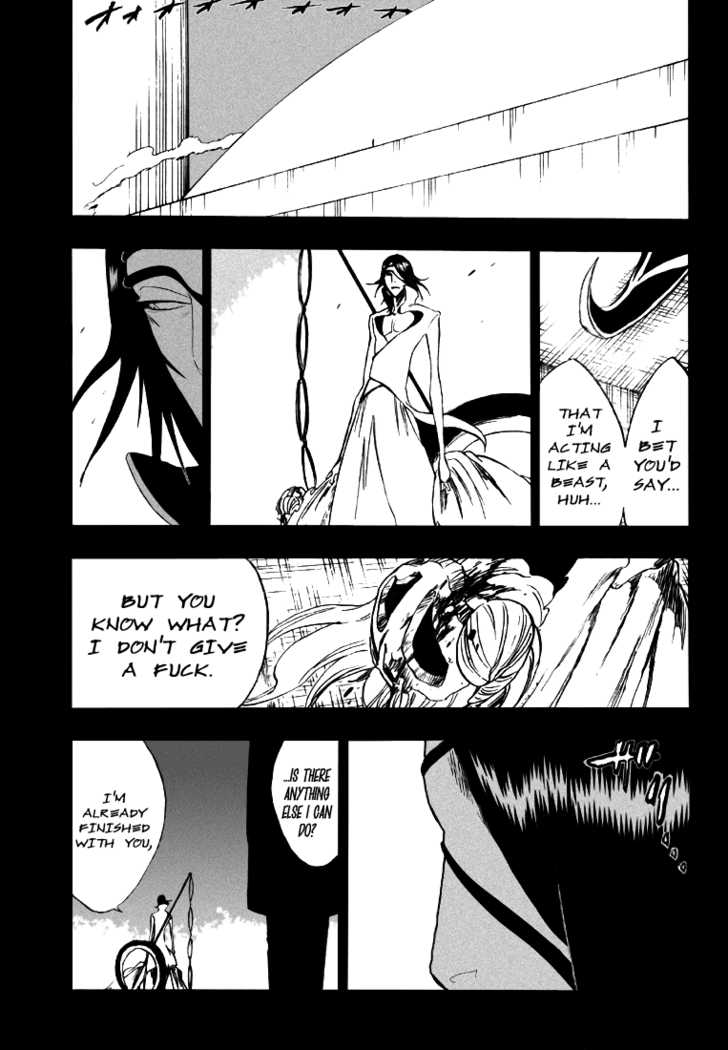 I
BET
YOU'D
SAY...
THAT
I'M
ACTING
LIKE A
BEAST,
HUH...
BUT YOU
KNOW WHAT?
I DON'T GIVE
A FUCK.
...IS THERE
ANYTHING
ELSE I CAN
DO?
I'M
ALREADY
FINISHED
WITH YOU,